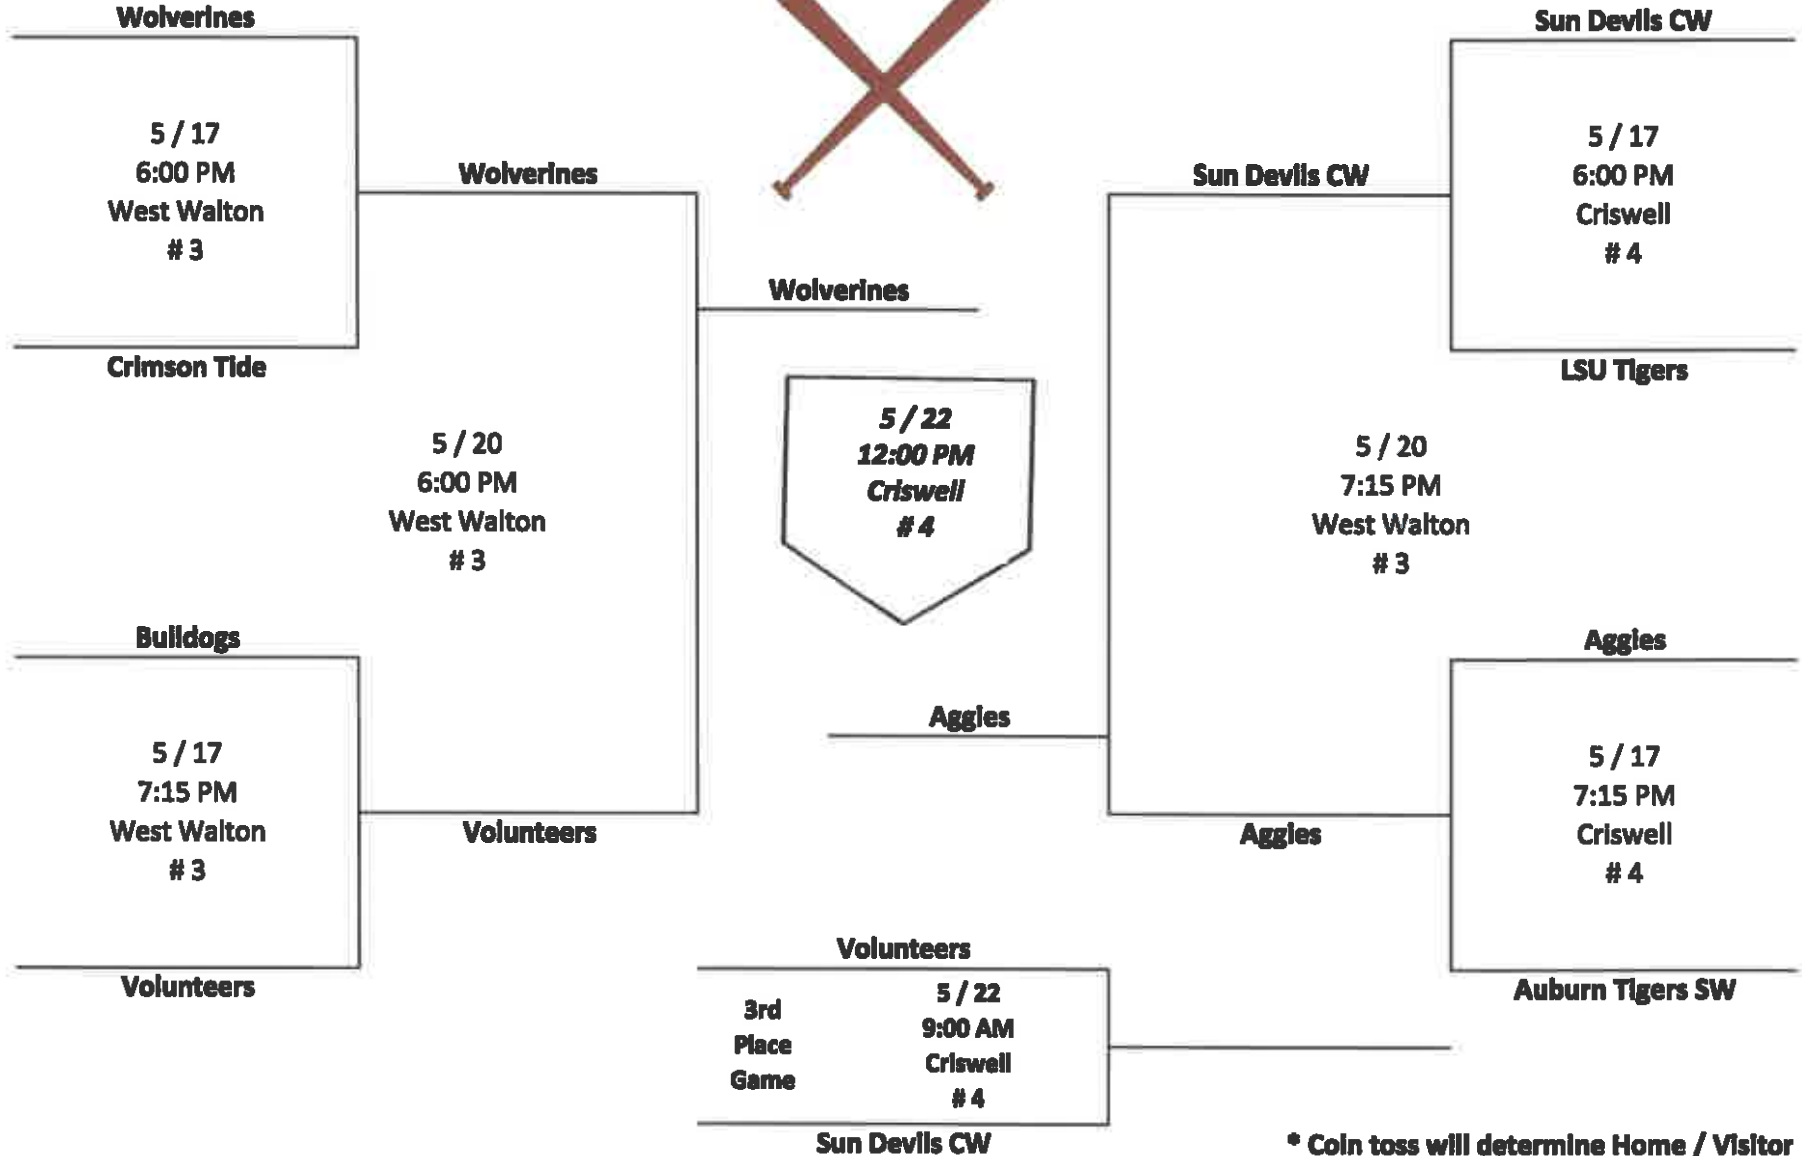 Wolverines
5 / 17
6:00 PM
West Walton
# 3
Crimson Tide
Wolverines
5 / 20
6:00 PM
West Walton
# 3
Bulldogs
5 / 17
7:15 PM
West Walton
# 3
Volunteers
Volunteers
Wolverines
5 / 22
12:00 PM
Criswell
# 4
Aggies
Sun Devils CW
5 / 17
6:00 PM
Criswell
# 4
LSU Tigers
Sun Devils CW
5 / 20
7:15 PM
West Walton
# 3
Aggies
5 / 17
7:15 PM
Criswell
# 4
Auburn Tigers SW
Aggies
Volunteers
3rd
Place
Game
5 / 22
9:00 AM
Criswell
# 4
Sun Devils CW
* Coin toss will determine Home / Visitor